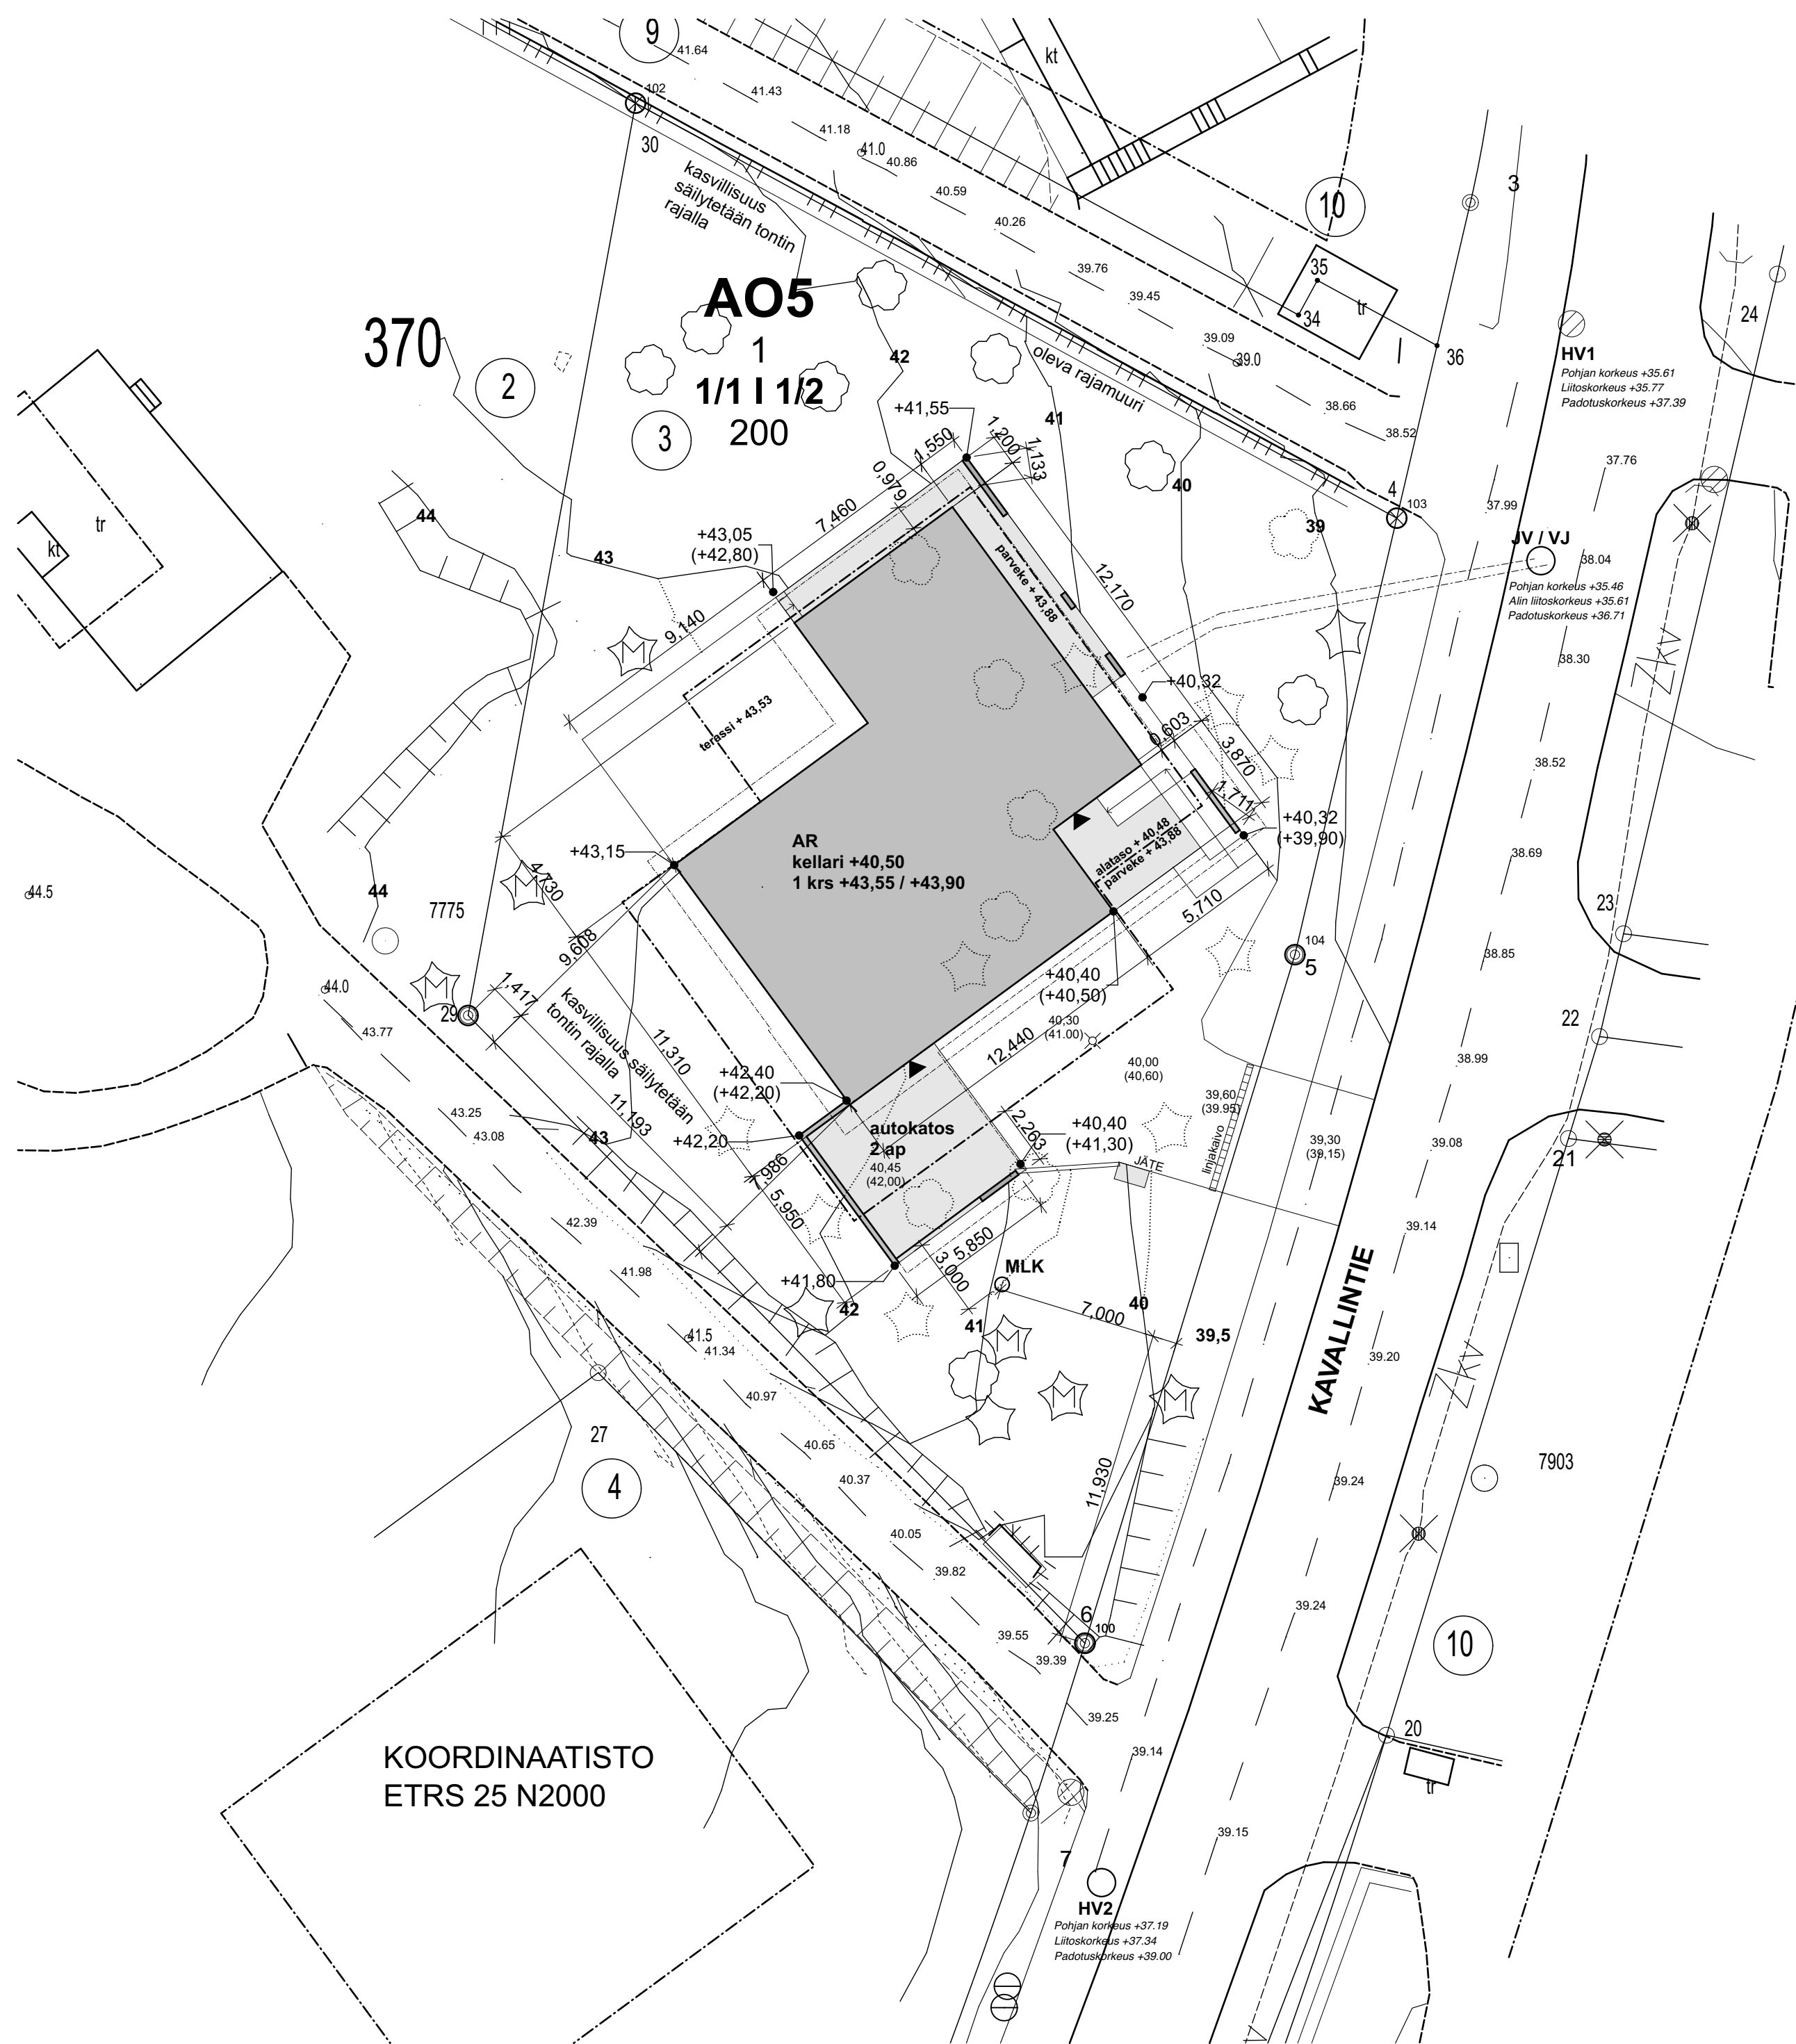 9
41.64
kt
102
41.43
30
41.18
41.0
40.86
kasvillisuus
säilytetään tontin
rajalla
40.59
10
3
40.26
39.76
35
39.45
tr
34
24
AO5
1
1/1 I 1/2
200
370
2
3
42
39.09
39.0
36
oleva rajamuuri
HV1
Pohjan korkeus +35.61
Liitoskorkeus +35.77
Padotuskorkeus +37.39
38.66
38.52
+41,55
41
1,550
1,200
1,133
0,979
7,460
37.76
40
4
103
37.99
39
44
tr
kt
43
+43,05
(+42,80)
JV / VJ
38.04
Pohjan korkeus +35.46
Alin liitoskorkeus +35.61
Padotuskorkeus +36.71
parveke + 43,88
12,170
9,140
M
38.30
+40,32
terassi + 43,53
0,603
3,870
38.52
1,711
+40,32
(+39,90)
alataso + 40,48
parveke + 43,88
AR
kellari +40,50
1 krs +43,55 / +43,90
+43,15
38.69
4,730
M
44
44.5
7775
5,710
23
9,608
104
5
38.85
M
44.0
1,417
29
43.77
kasvillisuus säilytetään
tontin rajalla
+40,40
(+40,50)
40,30
(41.00)
22
11,310
12,440
40,00
(40,60)
38.99
+42,40
(+42,20)
39,60
(39.95)
43.25
43.08
11,193
43
+42,20
autokatos
2 ap
40,45
(42,00)
2,263
+40,40
(+41,30)
39,30
(39,15)
39.08
21
JÄTE
linjakaivo
7,986
5,950
42.39
39.14
5,850
3,000
MLK
41.98
+41,80
42
7,000
40
41
39,5
KAVALLINTIE
41.5
41.34
M
39.20
40.97
M
M
27
40.65
7903
4
40.37
11,930
39.24
40.05
39.82
39.24
6
100
39.55
39.39
10
39.25
20
KOORDINAATISTO
ETRS 25 N2000
39.14
tr
39.15
7
HV2
Pohjan korkeus +37.19
Liitoskorkeus +37.34
Padotuskorkeus +39.00